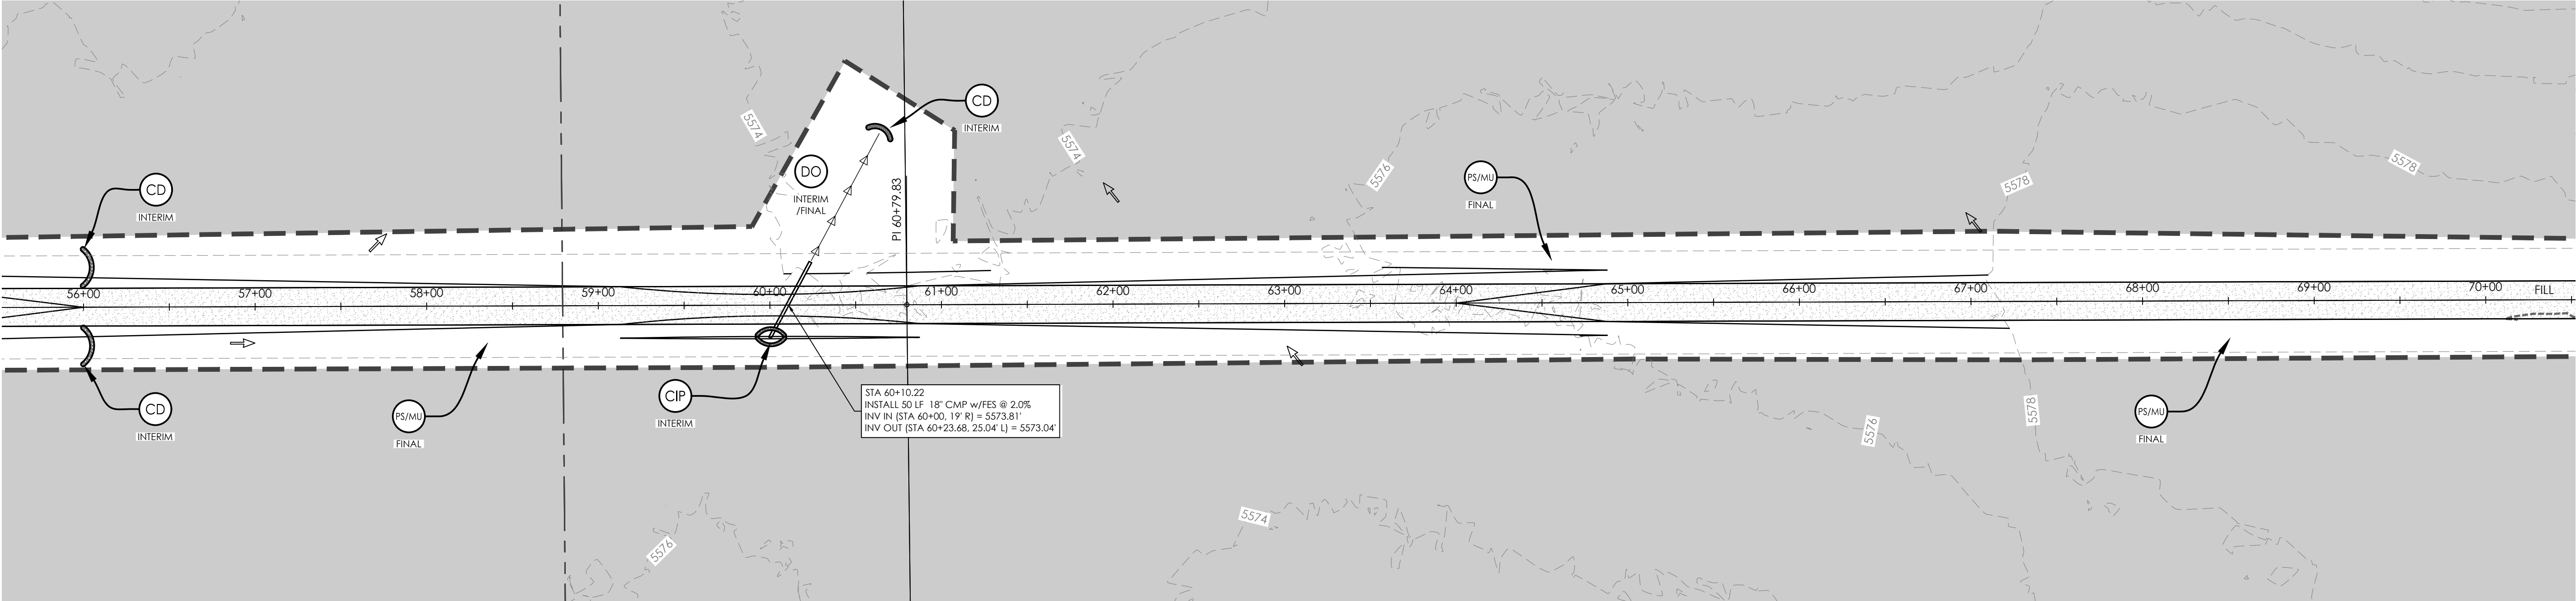 CD
INTERIM
5574
DO
INTERIM
/FINAL
PI 60+79.83
CD
INTERIM
5574
5576
PS/MU
FINAL
5578
5578
56+00
57+00
58+00
59+00
60+00
61+00
62+00
63+00
64+00
65+00
66+00
67+00
68+00
69+00
70+00
FILL
CD
INTERIM
PS/MU
FINAL
CIP
INTERIM
STA 60+10.22
INSTALL 50 LF 18" CMP w/FES @ 2.0%
INV IN (STA 60+00, 19' R) = 5573.81'
INV OUT (STA 60+23.68, 25.04' L) = 5573.04'
5576
5578
PS/MU
FINAL
5576
5574